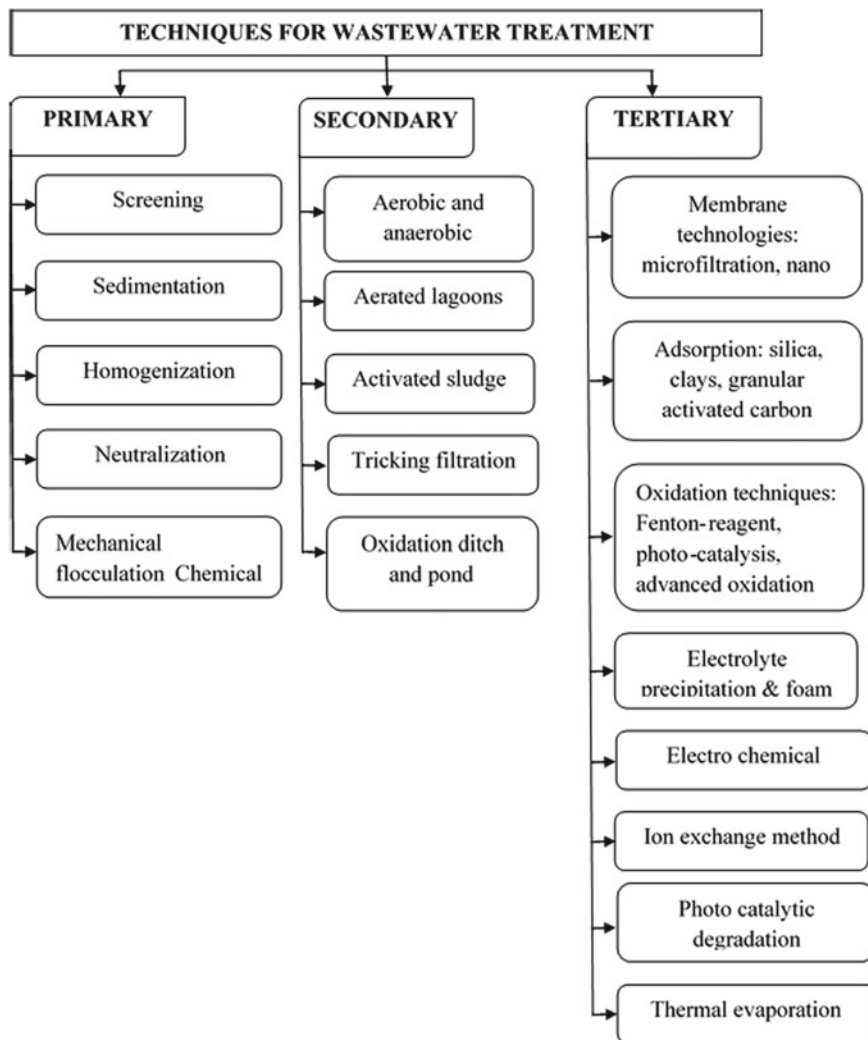 TECHNIQUES FOR WASTEWATER TREATMENT
PRIMARY
Screening
Sedimentation
Homogenization
Neutralization
Mechanical
flocculation Chemical
SECONDARY
Aerobic and
anaerobic
Aerated lagoons
Activated sludge
Tricking filtration
Oxidation ditch
and pond
TERTIARY
Membrane
technologies:
microfiltration, nano
Adsorption: silica,
clays, granular
activated carbon
Oxidation techniques:
Fenton-reagent,
photo-catalysis,
advanced oxidation
Electrolyte
precipitation & foam
Electro chemical
Ion exchange method
Photo catalytic
degradation
Thermal evaporation